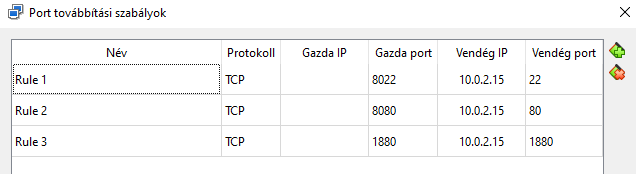 Port továbbítási szabályok
Név Protokoll Gazda IP Gazda port Vendég IP Vendég port
Rule 1 TCP 8022 10.0.2.15 22
Rule 2 TCP 8080 10.0.2.15 80
Rule 3 TCP 1880 10.0.2.15 1880